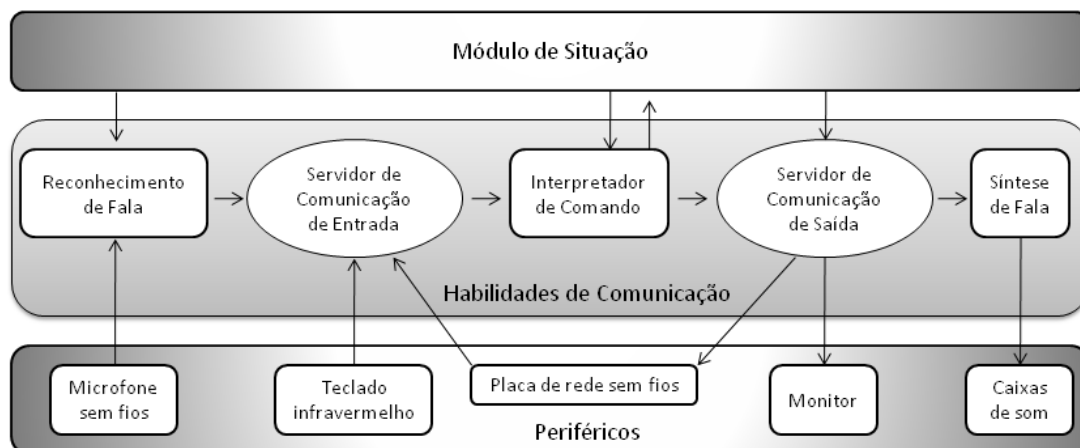 Módulo de Situação
Reconhecimento
de Fala
Servidor de
Comunicação
de Entrada
Interpretador
de Comando
Servidor de
Comunicação
de Saída
Síntese
de Fala
Habilidades de Comunicação
Microfone
sem fios
Teclado
infravermelho
Placa de rede sem fios
Monitor
Caixas
de som
Periféricos